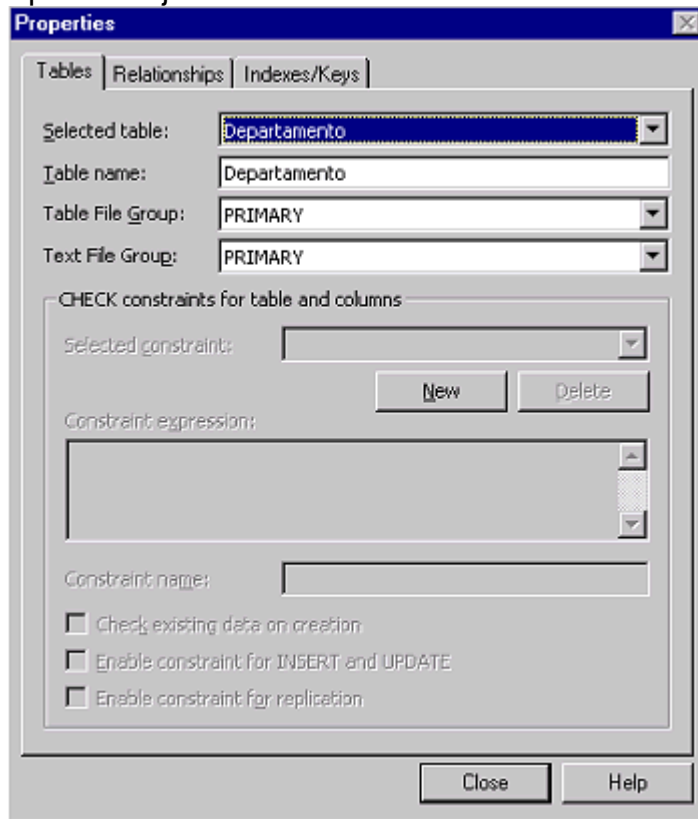 Properties
Tables Relationships Indexes/Keys
Selected table: Departamento
Table name: Departamento
Table File Group: PRIMARY
Text File Group: PRIMARY
CHECK constraints for table and columns
Selected constraint:
New Delete
Constraint expression:
Constraint name:
Check existing data on creation
Enable constraint for INSERT and UPDATE
Enable constraint for replication
Close Help